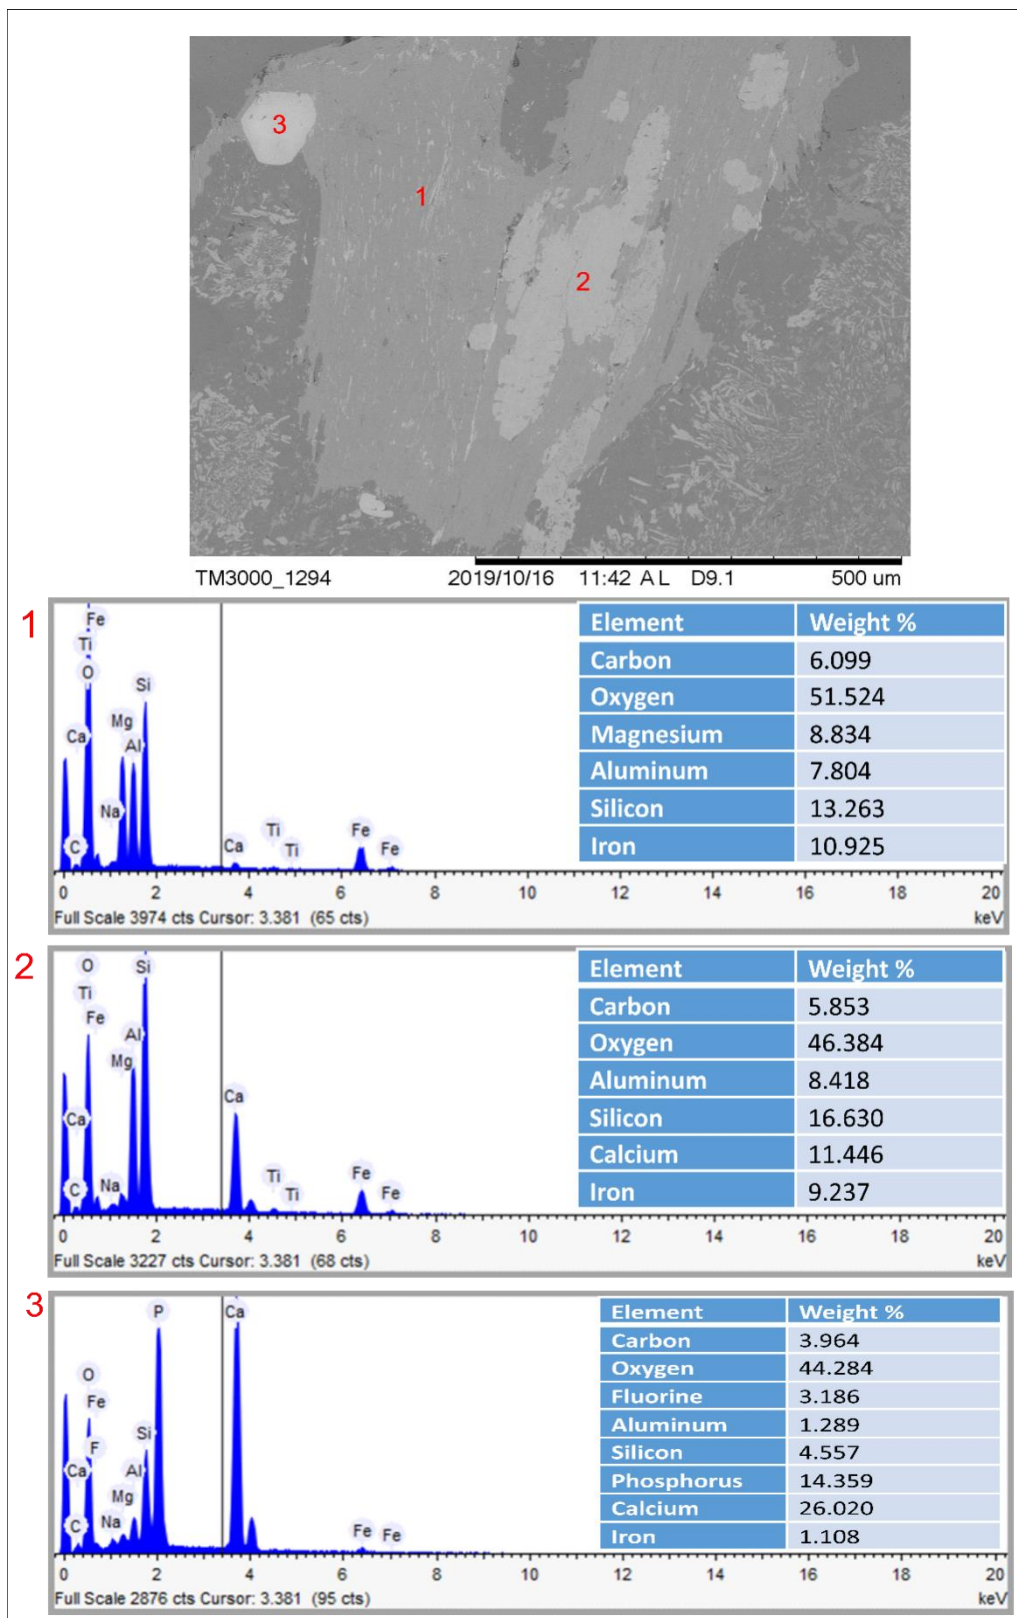 3
1
2
TM3000_1294 2019/10/16 11:42 A L D9.1 500 um
1
Fe
Ti
O
Si
Mg
Ca
Al
Na
C
Ca
Ti
Ti
Fe
Fe
0 2 4 6 8 10 12 14 16 18 20
Full Scale 3974 cts Cursor: 3.381 (65 cts) keV
Element Weight %
Carbon 6.099
Oxygen 51.524
Magnesium 8.834
Aluminum 7.804
Silicon 13.263
Iron 10.925
2
O
Si
Ti
Fe
Al
Mg
Ca
Ca
C
Na
Ti
Ti
Fe
Fe
0 2 4 6 8 10 12 14 16 18 20
Full Scale 3227 cts Cursor: 3.381 (68 cts) keV
Element Weight %
Carbon 5.853
Oxygen 46.384
Aluminum 8.418
Silicon 16.630
Calcium 11.446
Iron 9.237
3
P
Ca
O
Fe
F
Si
Ca
Al
Mg
Na
C
Fe
Fe
0 2 4 6 8 10 12 14 16 18 20
Full Scale 2876 cts Cursor: 3.381 (95 cts) keV
Element Weight %
Carbon 3.964
Oxygen 44.284
Fluorine 3.186
Aluminum 1.289
Silicon 4.557
Phosphorus 14.359
Calcium 26.020
Iron 1.108